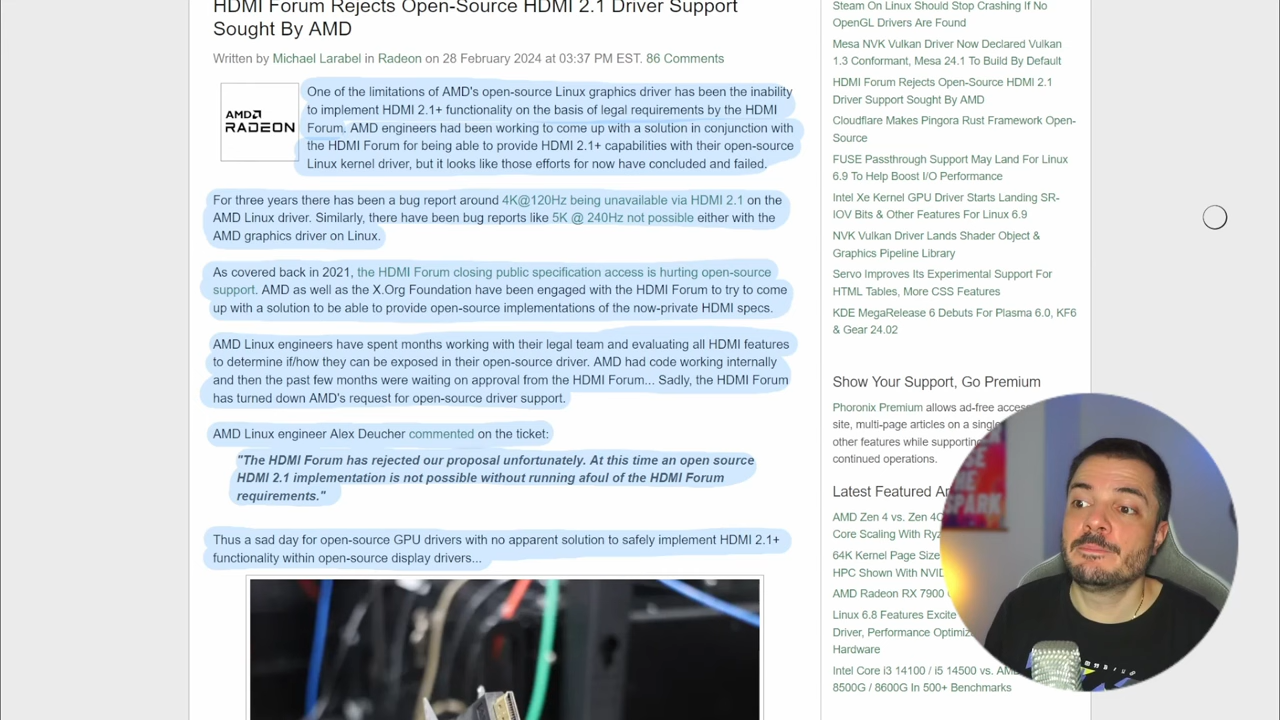 HDMI Forum Rejects Open-Source HDMI 2.1 Driver Support
Sought By AMD
Written by Michael Larabel in Radeon on 28 February 2024 at 03:37 PM EST. 86 Comments
AMD
RADEON
One of the limitations of AMD's open-source Linux graphics driver has been the inability
to implement HDMI 2.1+ functionality on the basis of legal requirements by the HDMI
Forum. AMD engineers had been working to come up with a solution in conjunction with
the HDMI Forum for being able to provide HDMI 2.1+ capabilities with their open-source
Linux kernel driver, but it looks like those efforts for now have concluded and failed.
For three years there has been a bug report around 4K@120Hz being unavailable via HDMI 2.1 on the
AMD Linux driver. Similarly, there have been bug reports like 5K @ 240Hz not possible either with the
AMD graphics driver on Linux.
As covered back in 2021, the HDMI Forum closing public specification access is hurting open-source
support. AMD as well as the X.Org Foundation have been engaged with the HDMI Forum to try to come
up with a solution to be able to provide open-source implementations of the now-private HDMI specs.
AMD Linux engineers have spent months working with their legal team and evaluating all HDMI features
to determine if/how they can be exposed in their open-source driver. AMD had code working internally
and then the past few months were waiting on approval from the HDMI Forum... Sadly, the HDMI Forum
has turned down AMD's request for open-source driver support.
AMD Linux engineer Alex Deucher commented on the ticket:
"The HDMI Forum has rejected our proposal unfortunately. At this time an open source
HDMI 2.1 implementation is not possible without running afoul of the HDMI Forum
requirements."
Thus a sad day for open-source GPU drivers with no apparent solution to safely implement HDMI 2.1+
functionality within open-source display drivers...
Steam On Linux Should Stop Crashing If No
OpenGL Drivers Are Found
Mesa NVK Vulkan Driver Now Declared Vulkan
1.3 Conformant, Mesa 24.1 To Build By Default
HDMI Forum Rejects Open-Source HDMI 2.1
Driver Support Sought By AMD
Cloudflare Makes Pingora Rust Framework Open-
Source
FUSE Passthrough Support May Land For Linux
6.9 To Help Boost I/O Performance
Intel Xe Kernel GPU Driver Starts Landing SR-
IOV Bits & Other Features For Linux 6.9
NVK Vulkan Driver Lands Shader Object &
Graphics Pipeline Library
Servo Improves Its Experimental Support For
HTML Tables, More CSS Features
KDE MegaRelease 6 Debuts For Plasma 6.0, KF6
& Gear 24.02
Show Your Support, Go Premium
Phoronix Premium allows ad-free access
site, multi-page articles on a single
other features while supporting
continued operations.
Latest Featured
AMD Zen 4 vs. Zen
Core Scaling With
64K Kernel Page Size
HPC Shown With
AMD Radeon RX 7900
Linux 6.8 Features Excite
Driver, Performance
Hardware
Intel Core i3 14100 / i5 14500 vs.
8500G / 8600G In 500+ Benchmarks
THE
SPARK